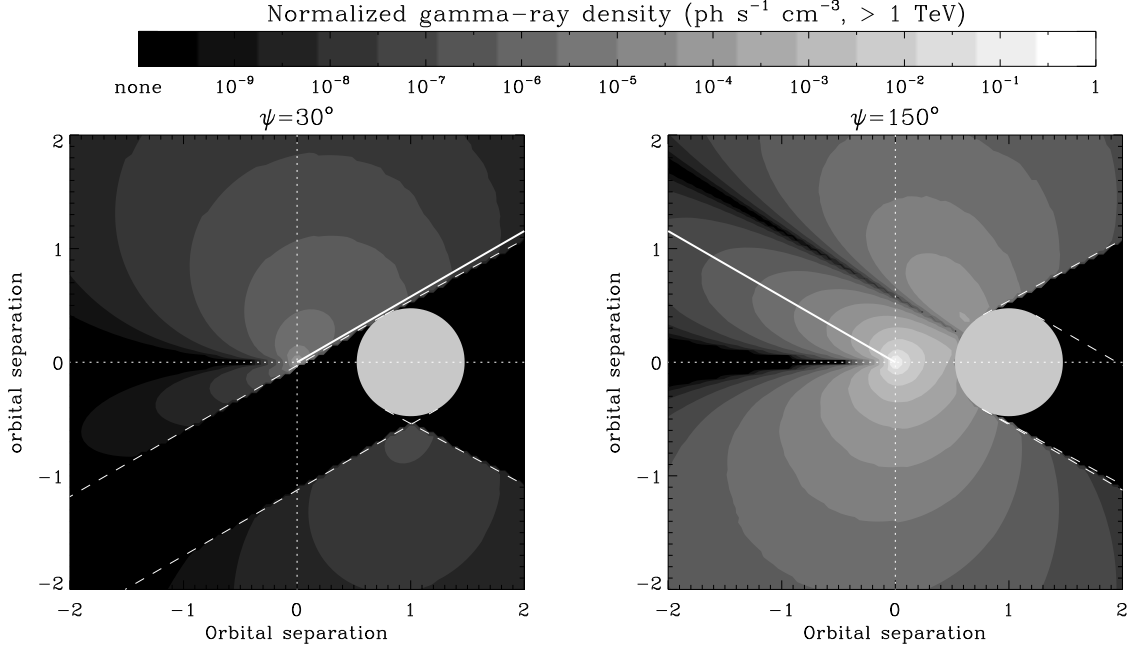 Normalized gamma−ray density (ph s⁻¹ cm⁻³, > 1 TeV)
none 10⁻⁹ 10⁻⁸ 10⁻⁷ 10⁻⁶ 10⁻⁵ 10⁻⁴ 10⁻³ 10⁻² 10⁻¹ 1
ψ=30° ψ=150°
2 2
1 1
0 0
−1 −1
−2 −2
orbital separation orbital separation
−2 −1 0 1 2 −2 −1 0 1 2
Orbital separation Orbital separation